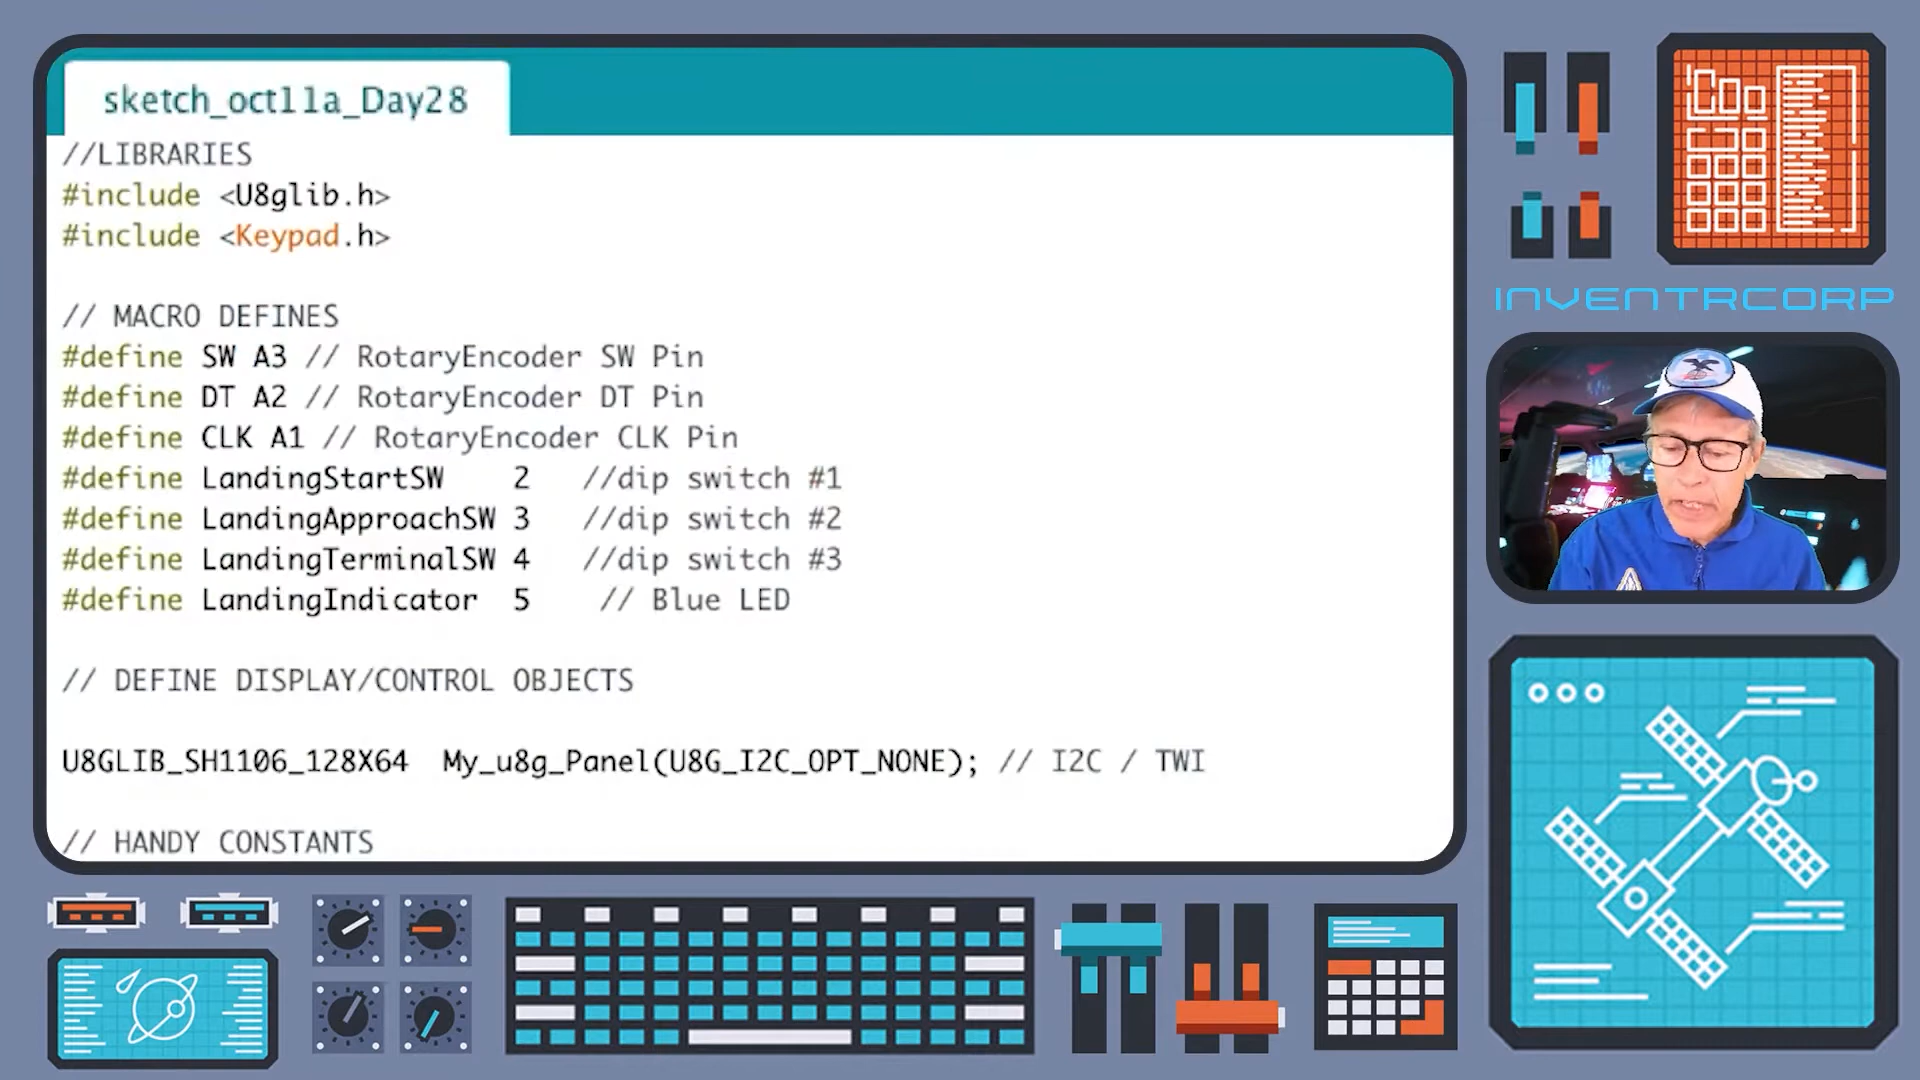 sketch_oct11a_Day28
//LIBRARIES
#include <U8glib.h>
#include <Keypad.h>
// MACRO DEFINES
#define SW A3 // RotaryEncoder SW Pin
#define DT A2 // RotaryEncoder DT Pin
#define CLK A1 // RotaryEncoder CLK Pin
#define LandingStartSW    2   //dip switch #1
#define LandingApproachSW 3   //dip switch #2
#define LandingTerminalSW 4   //dip switch #3
#define LandingIndicator  5    // Blue LED
// DEFINE DISPLAY/CONTROL OBJECTS
U8GLIB_SH1106_128X64  My_u8g_Panel(U8G_I2C_OPT_NONE); // I2C / TWI
// HANDY CONSTANTS
INVENTRCORP